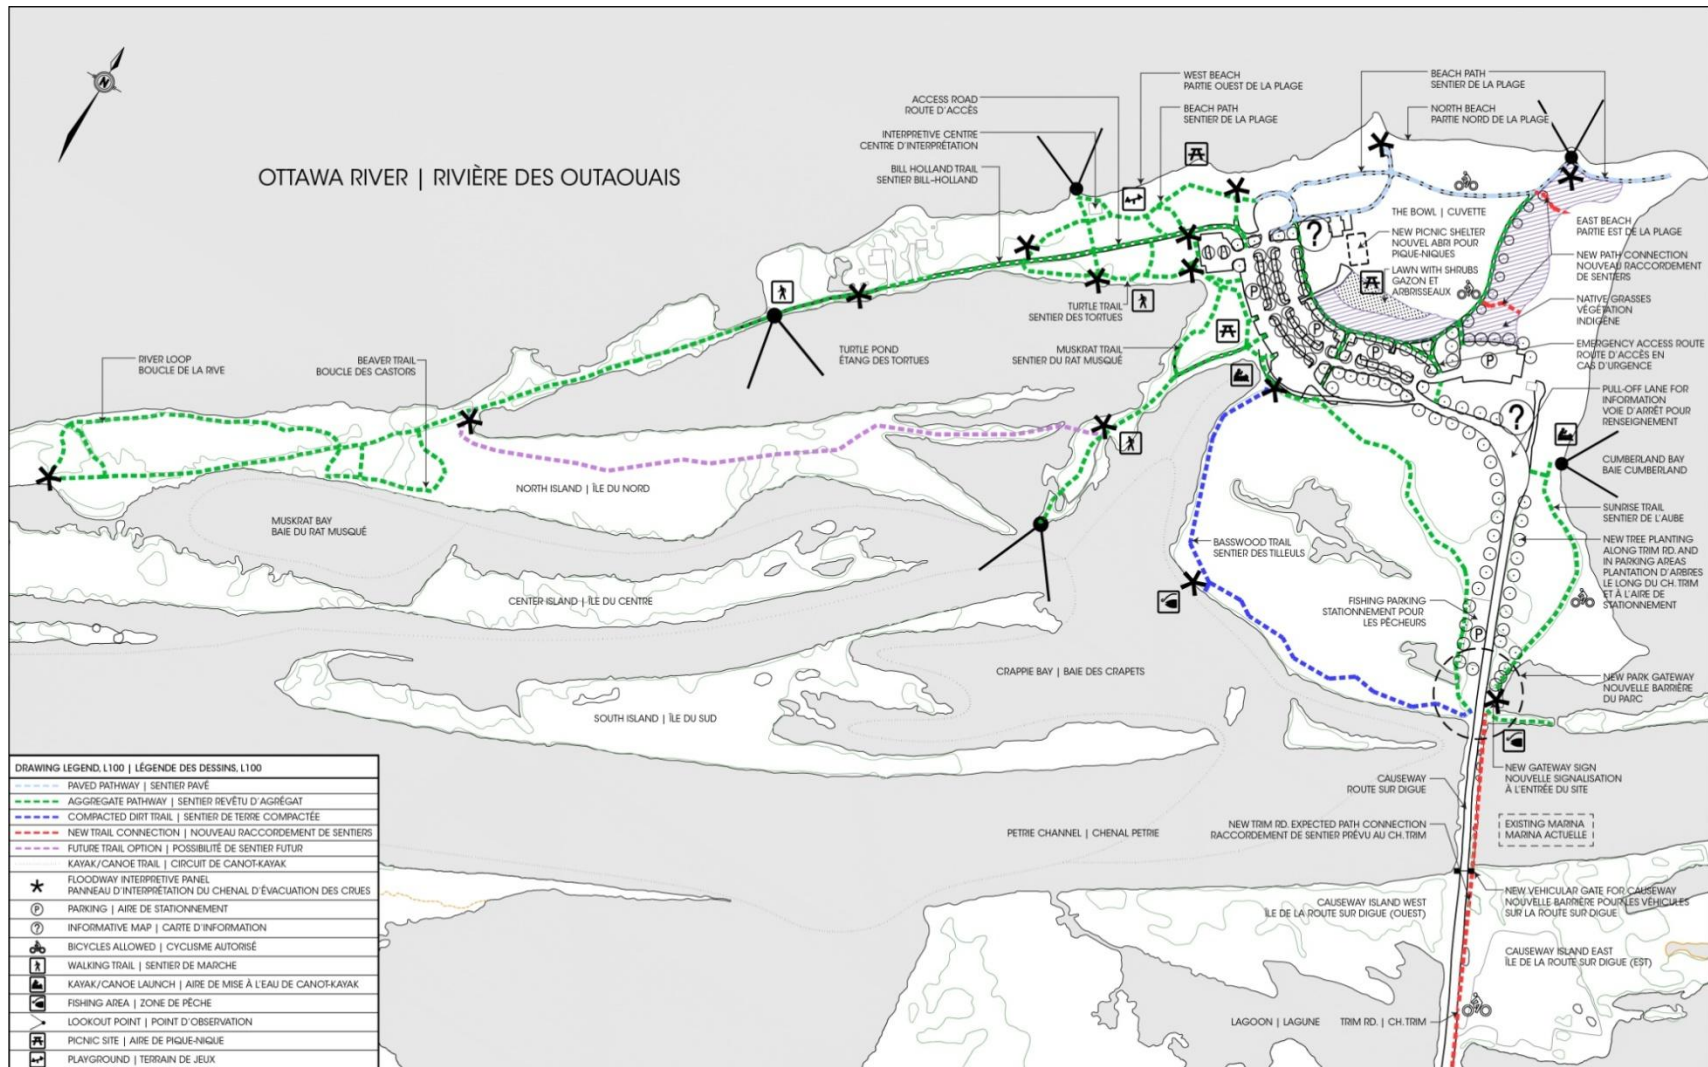 N
OTTAWA RIVER | RIVIÈRE DES OUTAOUAIS
WEST BEACH
PARTIE OUEST DE LA PLAGE
ACCESS ROAD
ROUTE D'ACCÈS
BEACH PATH
SENTIER DE LA PLAGE
INTERPRETIVE CENTRE
CENTRE D'INTERPRÉTATION
BILL HOLLAND TRAIL
SENTIER BILL-HOLLAND
BEACH PATH
SENTIER DE LA PLAGE
NORTH BEACH
PARTIE NORD DE LA PLAGE
THE BOWL | CUVETTE
?
NEW PICNIC SHELTER
NOUVEL ABRI POUR
PIQUE-NIQUES
LAWN WITH SHRUBS
GAZON ET
ARBRISSEAUX
EAST BEACH
PARTIE EST DE LA PLAGE
NEW PATH CONNECTION
NOUVEAU RACCORDEMENT
DE SENTIERS
NATIVE GRASSES
VÉGÉTATION
INDIGÈNE
EMERGENCY ACCESS ROUTE
ROUTE D'ACCÈS EN
CAS D'URGENCE
PULL-OFF LANE FOR
INFORMATION
VOIE D'ARRÊT POUR
RENSEIGNEMENT
P
P
P
P
?
TURTLE TRAIL
SENTIER DES TORTUES
TURTLE POND
ÉTANG DES TORTUES
MUSKRAT TRAIL
SENTIER DU RAT MUSQUÉ
RIVER LOOP
BOUCLE DE LA RIVE
BEAVER TRAIL
BOUCLE DES CASTORS
NORTH ISLAND | ÎLE DU NORD
MUSKRAT BAY
BAIE DU RAT MUSQUÉ
CENTER ISLAND | ÎLE DU CENTRE
SOUTH ISLAND | ÎLE DU SUD
CRAPPIE BAY | BAIE DES CRAPETS
BASSWOOD TRAIL
SENTIER DES TILLEULS
CUMBERLAND BAY
BAIE CUMBERLAND
SUNRISE TRAIL
SENTIER DE L'AUBE
NEW TREE PLANTING
ALONG TRIM RD. AND
IN PARKING AREAS
PLANTATION D'ARBRES
LE LONG DU CH. TRIM
ET À L'AIRE DE
STATIONNEMENT
FISHING PARKING
STATIONNEMENT POUR
LES PÊCHEURS
P
NEW PARK GATEWAY
NOUVELLE BARRIÈRE
DU PARC
NEW GATEWAY SIGN
NOUVELLE SIGNALISATION
À L'ENTRÉE DU SITE
CAUSEWAY
ROUTE SUR DIGUE
PETRIE CHANNEL | CHENAL PETRIE
NEW TRIM RD. EXPECTED PATH CONNECTION
RACCORDEMENT DE SENTIER PRÉVU AU CH. TRIM
EXISTING MARINA
MARINA ACTUELLE
NEW VEHICULAR GATE FOR CAUSEWAY
NOUVELLE BARRIÈRE POUR LES VÉHICULES
SUR LA ROUTE SUR DIGUE
CAUSEWAY ISLAND WEST
ÎLE DE LA ROUTE SUR DIGUE (OUEST)
CAUSEWAY ISLAND EAST
ÎLE DE LA ROUTE SUR DIGUE (EST)
LAGOON | LAGUNE
TRIM RD. | CH. TRIM
DRAWING LEGEND, L100 | LÉGENDE DES DESSINS, L100
PAVED PATHWAY | SENTIER PAVÉ
AGGREGATE PATHWAY | SENTIER REVÊTU D'AGRÉGAT
COMPACTED DIRT TRAIL | SENTIER DE TERRE COMPACTÉE
NEW TRAIL CONNECTION | NOUVEAU RACCORDEMENT DE SENTIERS
FUTURE TRAIL OPTION | POSSIBILITÉ DE SENTIER FUTUR
KAYAK/CANOE TRAIL | CIRCUIT DE CANOT-KAYAK
FLOODWAY INTERPRETIVE PANEL
PANNEAU D'INTERPRÉTATION DU CHENAL D'ÉVACUATION DES CRUES
P PARKING | AIRE DE STATIONNEMENT
? INFORMATIVE MAP | CARTE D'INFORMATION
BICYCLES ALLOWED | CYCLISME AUTORISÉ
WALKING TRAIL | SENTIER DE MARCHE
KAYAK/CANOE LAUNCH | AIRE DE MISE À L'EAU DE CANOT-KAYAK
FISHING AREA | ZONE DE PÊCHE
LOOKOUT POINT | POINT D'OBSERVATION
PICNIC SITE | AIRE DE PIQUE-NIQUE
PLAYGROUND | TERRAIN DE JEUX